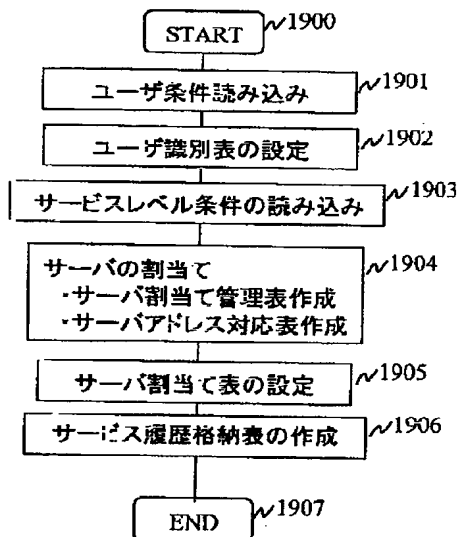 START 1900
ユーザ条件読み込み 1901
ユーザ識別表の設定 1902
サービスレベル条件の読み込み 1903
サーバの割当て 1904
・サーバ割当て管理表作成
・サーバアドレス対応表作成
サーバ割当て表の設定 1905
サービス履歴格納表の作成 1906
END 1907